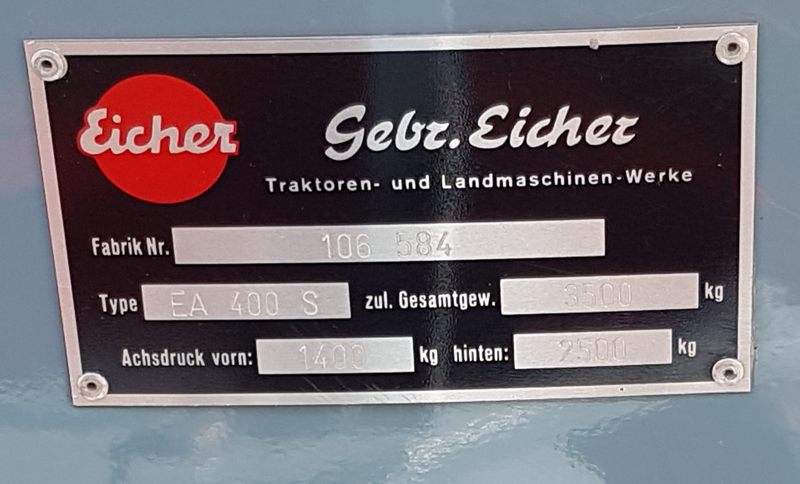 Eicher
Gebr. Eicher
Traktoren- und Landmaschinen-Werke
Fabrik Nr. 106 584
Type EA 400 S zul. Gesamtgew. 3500 kg
Achsdruck vorn: 1400 kg hinten: 2500 kg